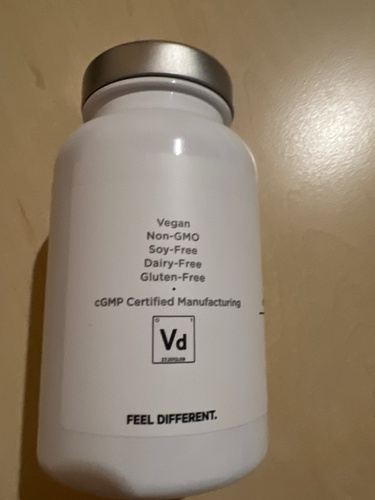 Vegan
Non-GMO
Soy-Free
Dairy-Free
Gluten-Free
•
cGMP Certified Manufacturing
Vd
FEEL DIFFERENT.